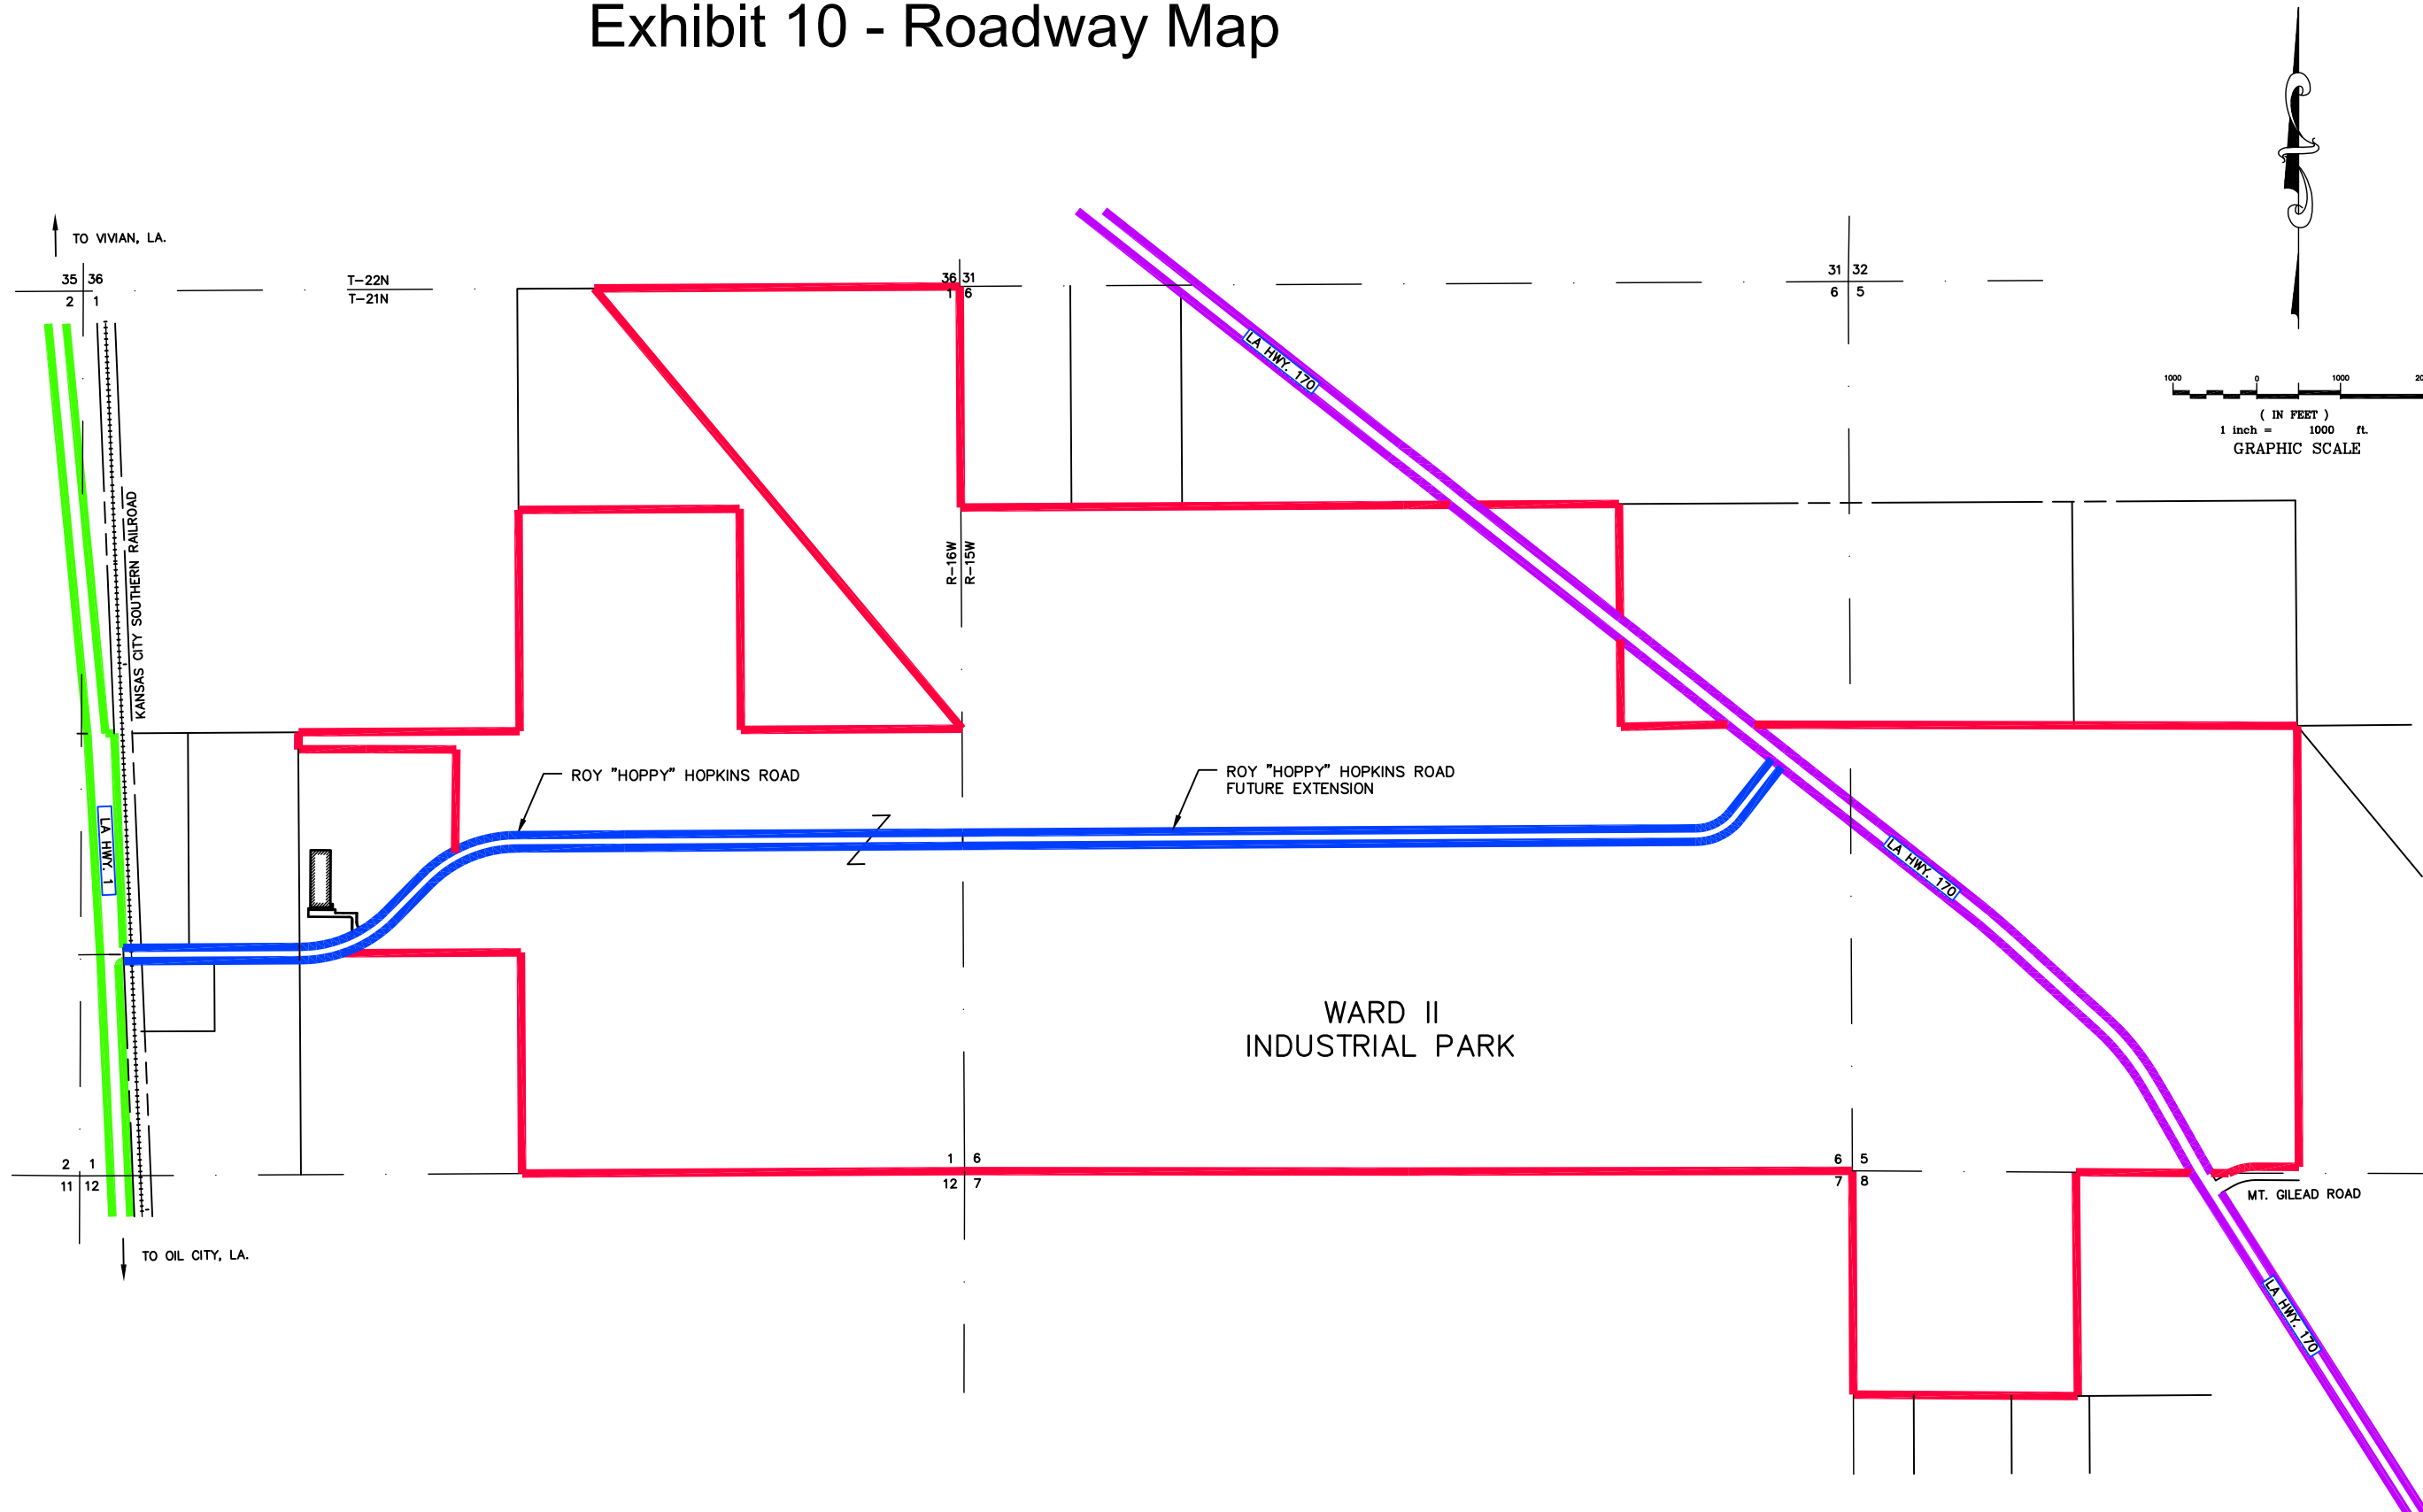 Exhibit 10 - Roadway Map
TO VIVIAN, LA.
35 36
2 1
T-22N
T-21N
36 31
1 6
31 32
6 5
LA HWY. 170
1000 0 1000
( IN FEET )
1 inch = 1000 ft.
GRAPHIC SCALE
KANSAS CITY SOUTHERN RAILROAD
R-16W
R-15W
ROY "HOPPY" HOPKINS ROAD
ROY "HOPPY" HOPKINS ROAD
FUTURE EXTENSION
LA HWY. 1
LA HWY. 170
WARD II
INDUSTRIAL PARK
2 1
11 12
1 6
12 7
6 5
7 8
MT. GILEAD ROAD
TO OIL CITY, LA.
LA HWY. 170